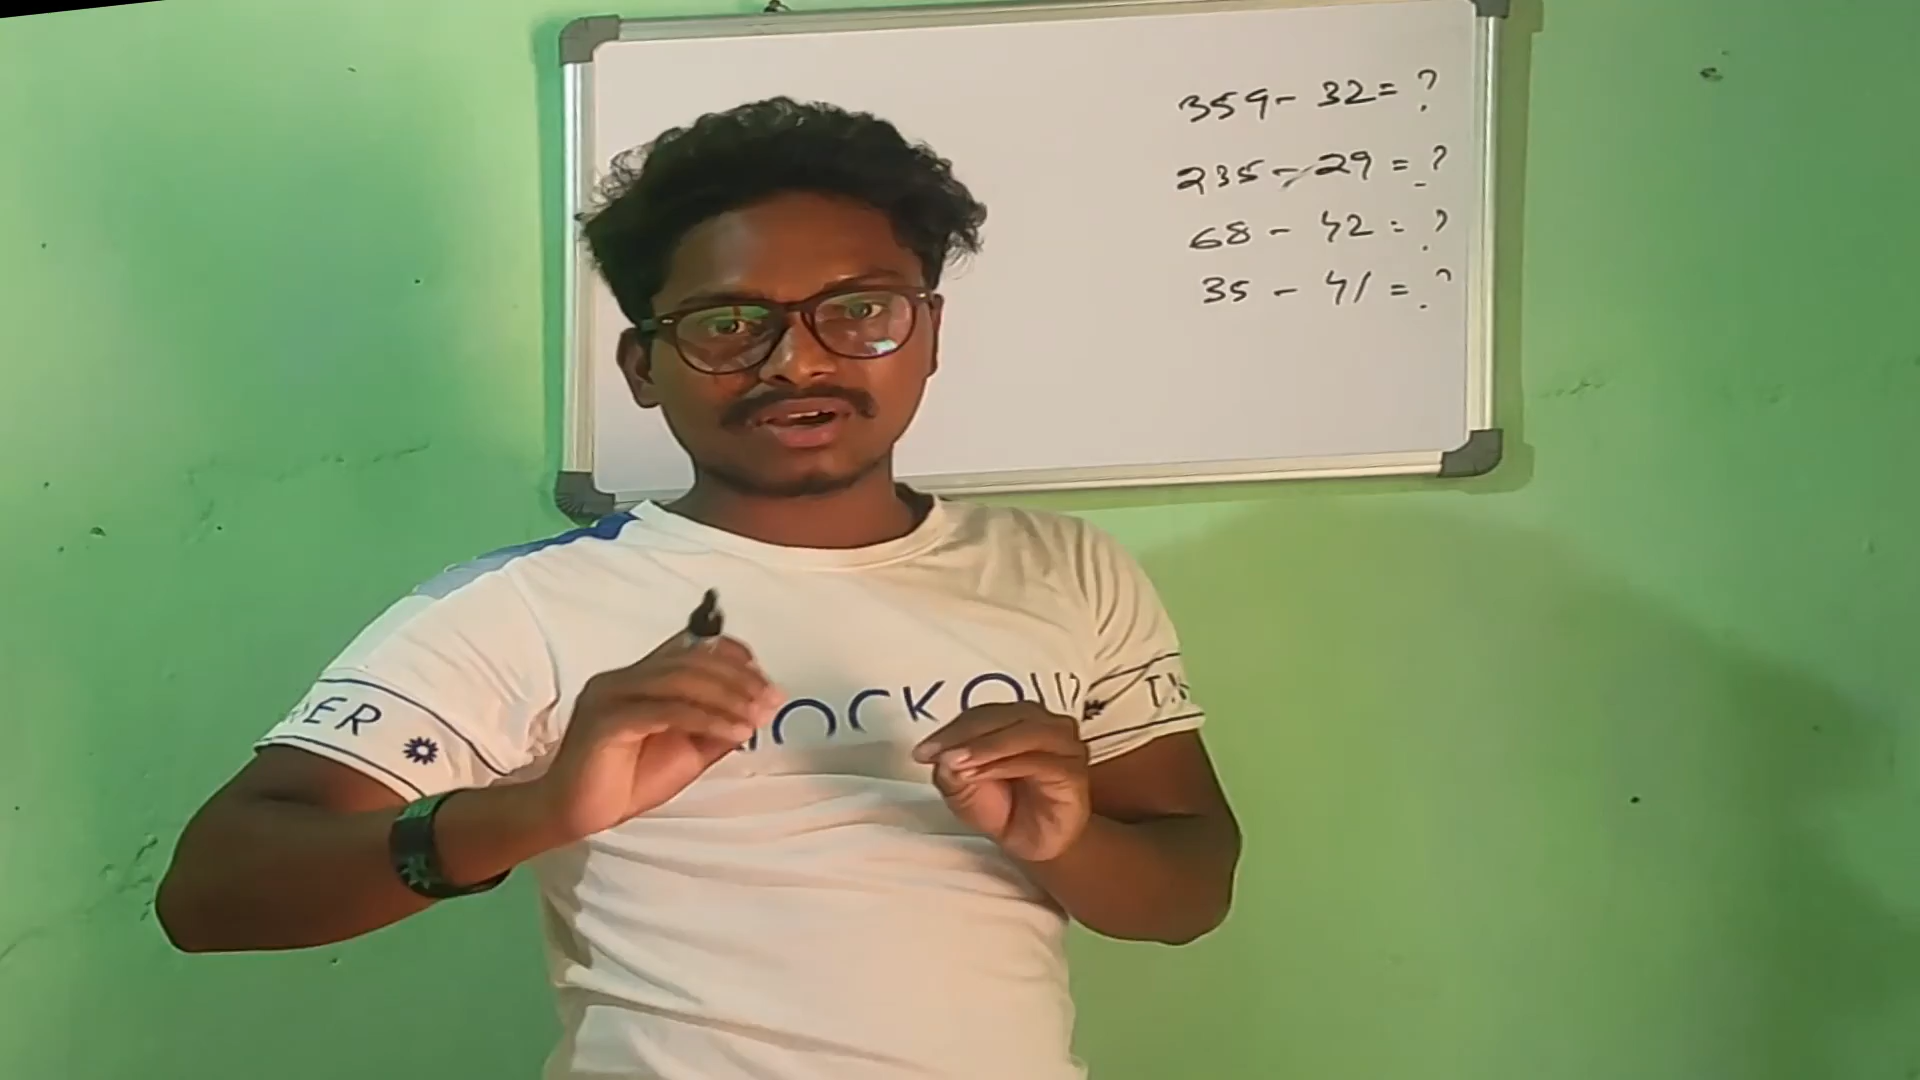 359 - 32 = ?
235 - 29 = ?
68 - 42 = ?
35 - 41 = ?